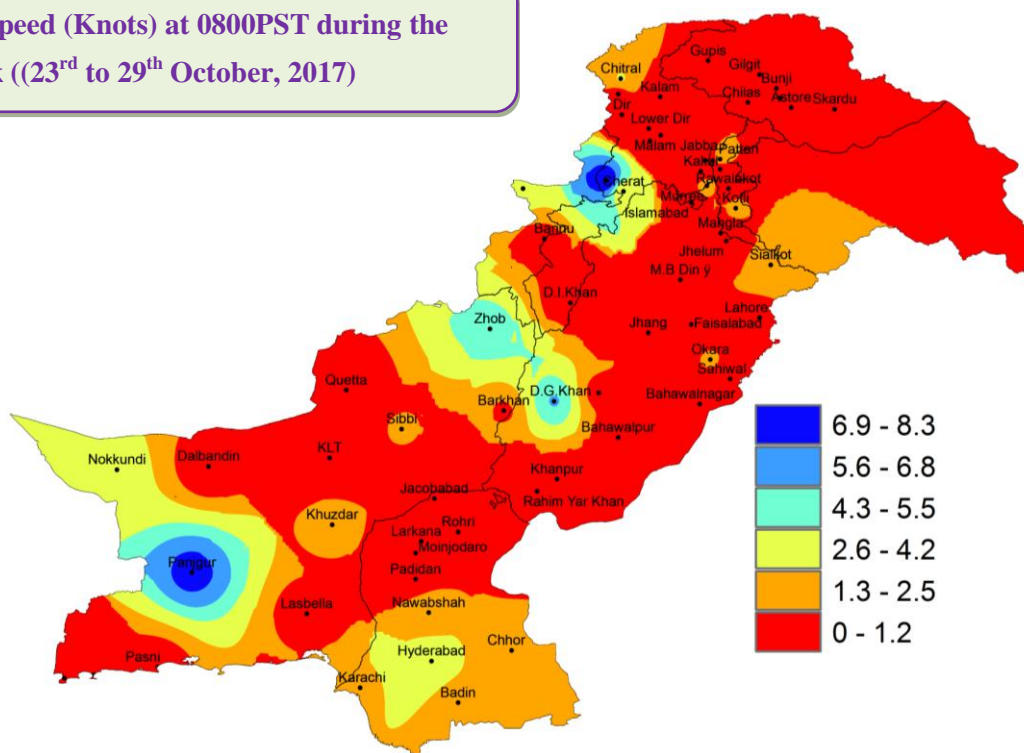 peed (Knots) at 0800PST during the
((23rd to 29th October, 2017)
Gupis
Gilgit
Bunji
Chitral
Kalam
Chilas
Astore
Skardu
Dir
Lower Dir
Malam Jabba
Pattan
Rawalakot
Kotli
Islamabad
Mangla
Bannu
Jhelum
Sialkot
M.B Din ÿ
D.I.Khan
Lahore
Zhob
Jhang
Faisalabad
Okara
Sahiwal
Quetta
D.G.Khan
Bahawalnagar
Barkhan
Sibbi
Bahawalpur
KLT
Nokkundi
Dalbandin
Khanpur
Jacobabad
Rahim Yar Khan
Khuzdar
Rohri
Larkana
Moinjodaro
Panjgur
Padidan
Lasbella
Nawabshah
Chhor
Hyderabad
Pasni
Karachi
Badin
6.9 - 8.3
5.6 - 6.8
4.3 - 5.5
2.6 - 4.2
1.3 - 2.5
0 - 1.2